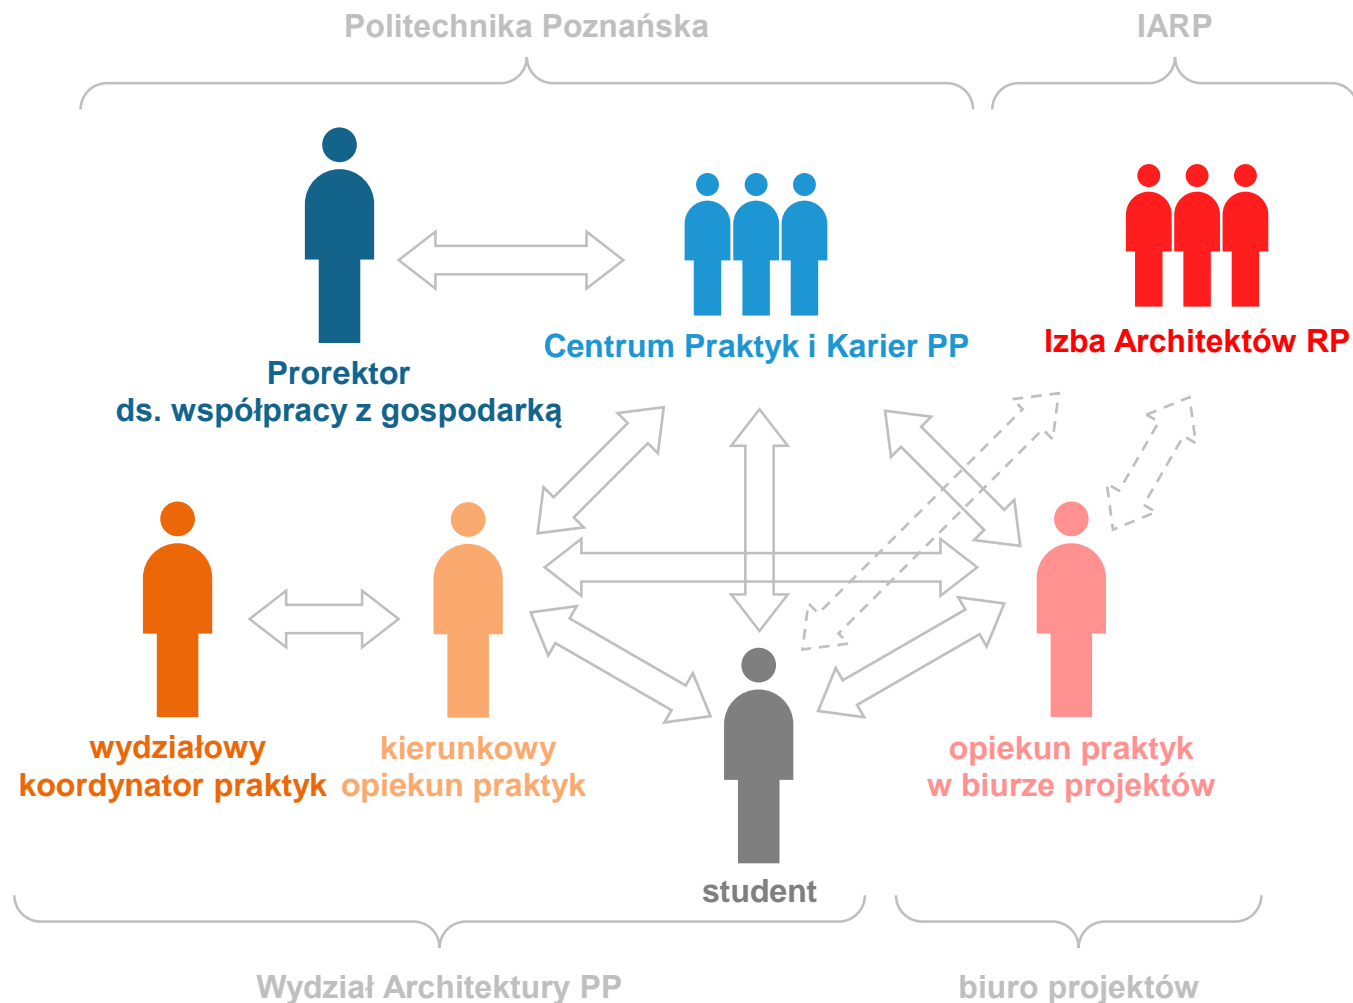 Politechnika Poznańska
IARP
Centrum Praktyk i Karier PP
Izba Architektów RP
Prorektor
ds. współpracy z gospodarką
wydziałowy
koordynator praktyk
kierunkowy
opiekun praktyk
opiekun praktyk
w biurze projektów
student
Wydział Architektury PP
biuro projektów